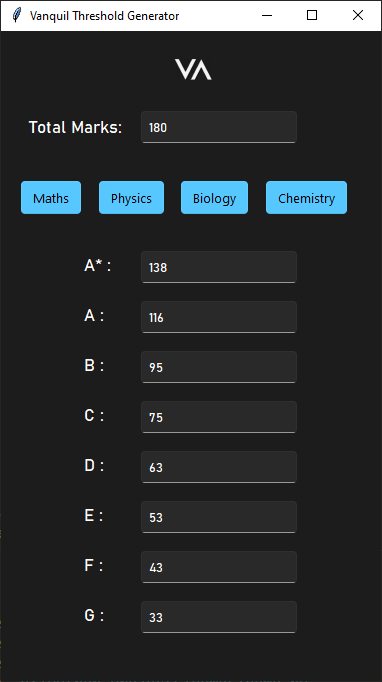 Vanquil Threshold Generator
VA
Total Marks: 180
Maths Physics Biology Chemistry
A* : 138
A : 116
B : 95
C : 75
D : 63
E : 53
F : 43
G : 33